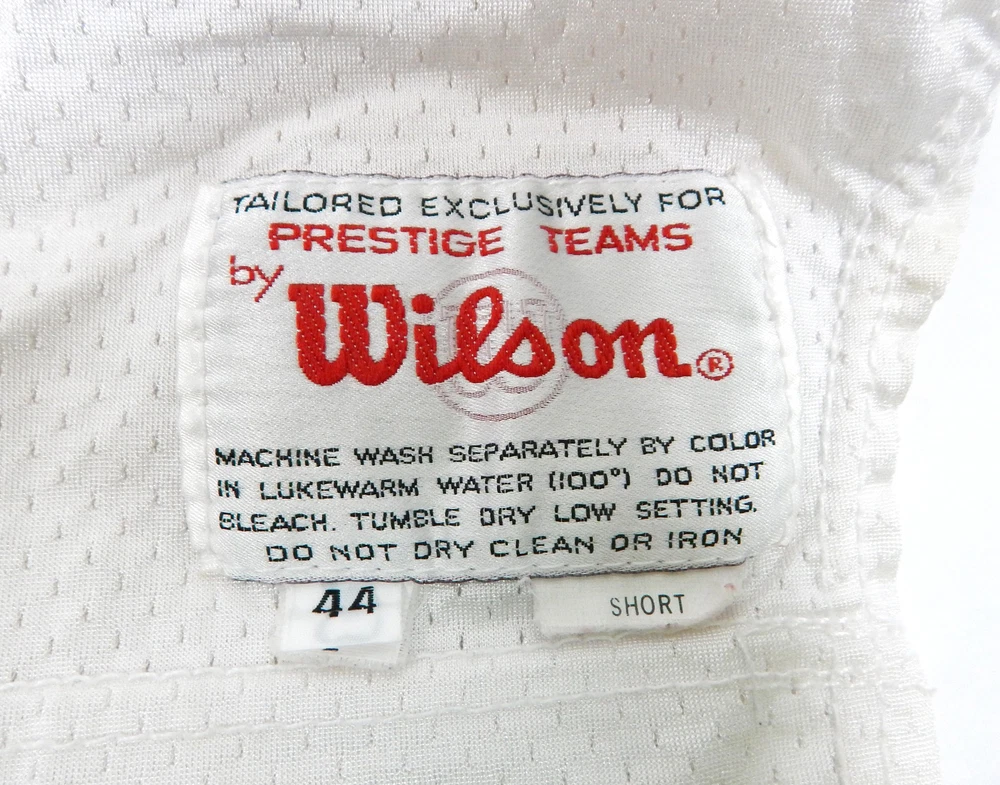 TAILORED EXCLUSIVELY FOR
PRESTIGE TEAMS
by
Wilson®
MACHINE WASH SEPARATELY BY COLOR
IN LUKEWARM WATER (100°) DO NOT
BLEACH. TUMBLE DRY LOW SETTING.
DO NOT DRY CLEAN OR IRON
44
SHORT